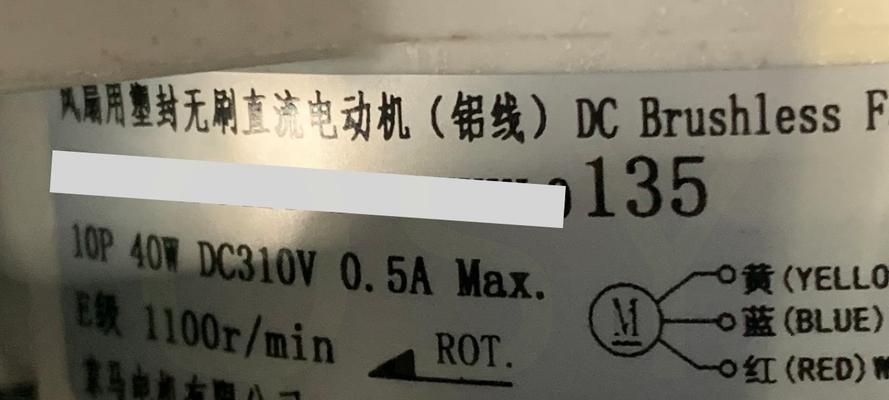 风扇用塑封无刷直流电动机（铝线） DC Brushless F
135
10P 40W DC310V 0.5A Max.
E级 1100r/min
ROT.
M
黄(YELLO
蓝(BLUE)
红(RED)